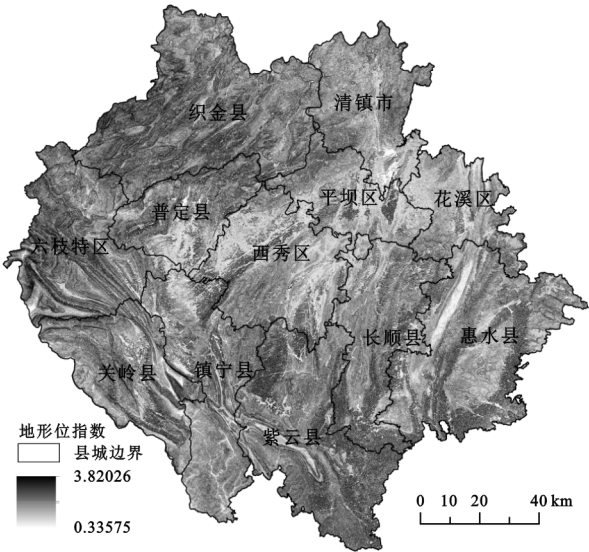 织金县
清镇市
普定县
平坝区
花溪区
六枝特区
西秀区
关岭县
镇宁县
长顺县
惠水县
紫云县
地形位指数
县城边界
3.82026
0.33575
0 10 20 40 km